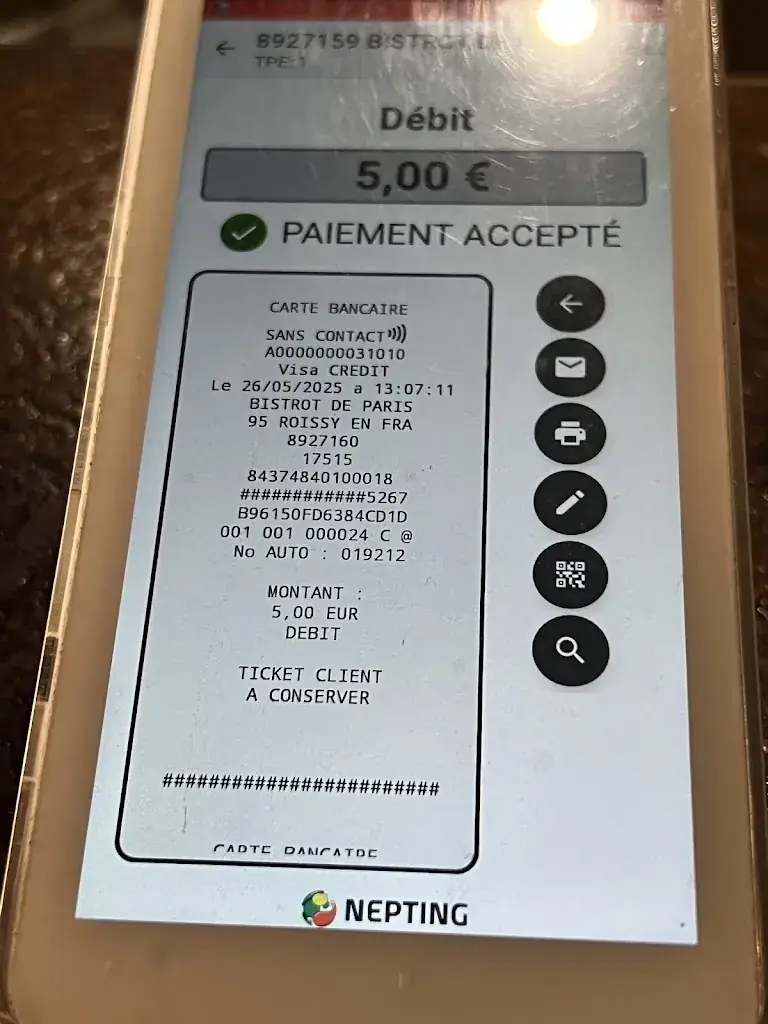 8927159 BISTROT D
TPE: 1
Débit
5,00 €
PAIEMENT ACCEPTÉ
CARTE BANCAIRE
SANS CONTACT
A0000000031010
Visa CREDIT
Le 26/05/2025 a 13:07:11
BISTROT DE PARIS
95 ROISSY EN FRA
8927160
17515
84374840100018
############5267
B96150FD6384CD1D
001 001 000024 C @
No AUTO : 019212
MONTANT :
5,00 EUR
DEBIT
TICKET CLIENT
A CONSERVER
########################
CARTE BANCAIRE
NEPTING